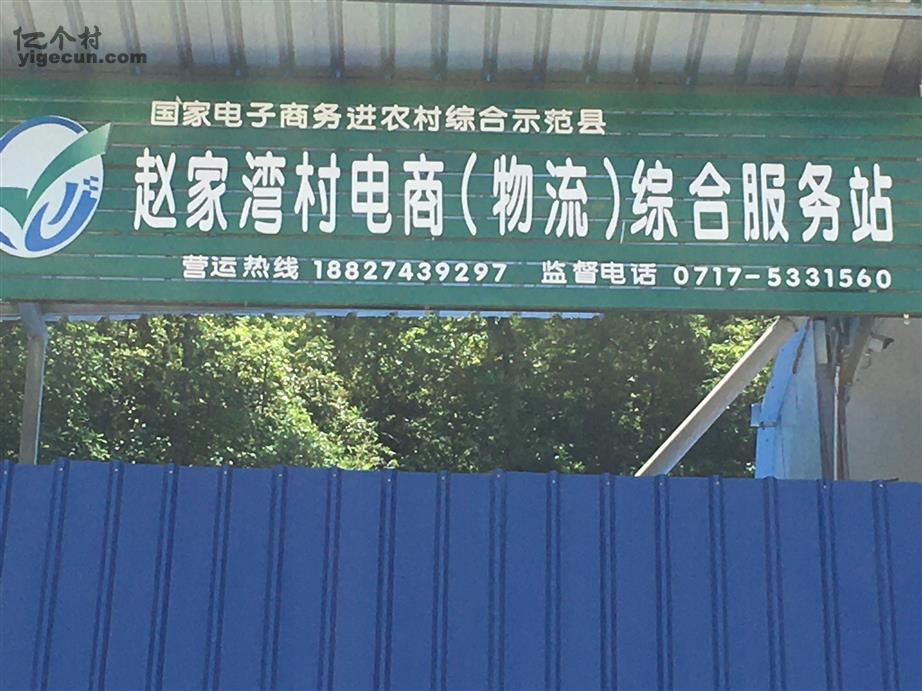 亿个村
yigecun.com
国家电子商务进农村综合示范县
赵家湾村电商(物流)综合服务站
营运热线 18827439297 监督电话 0717-5331560